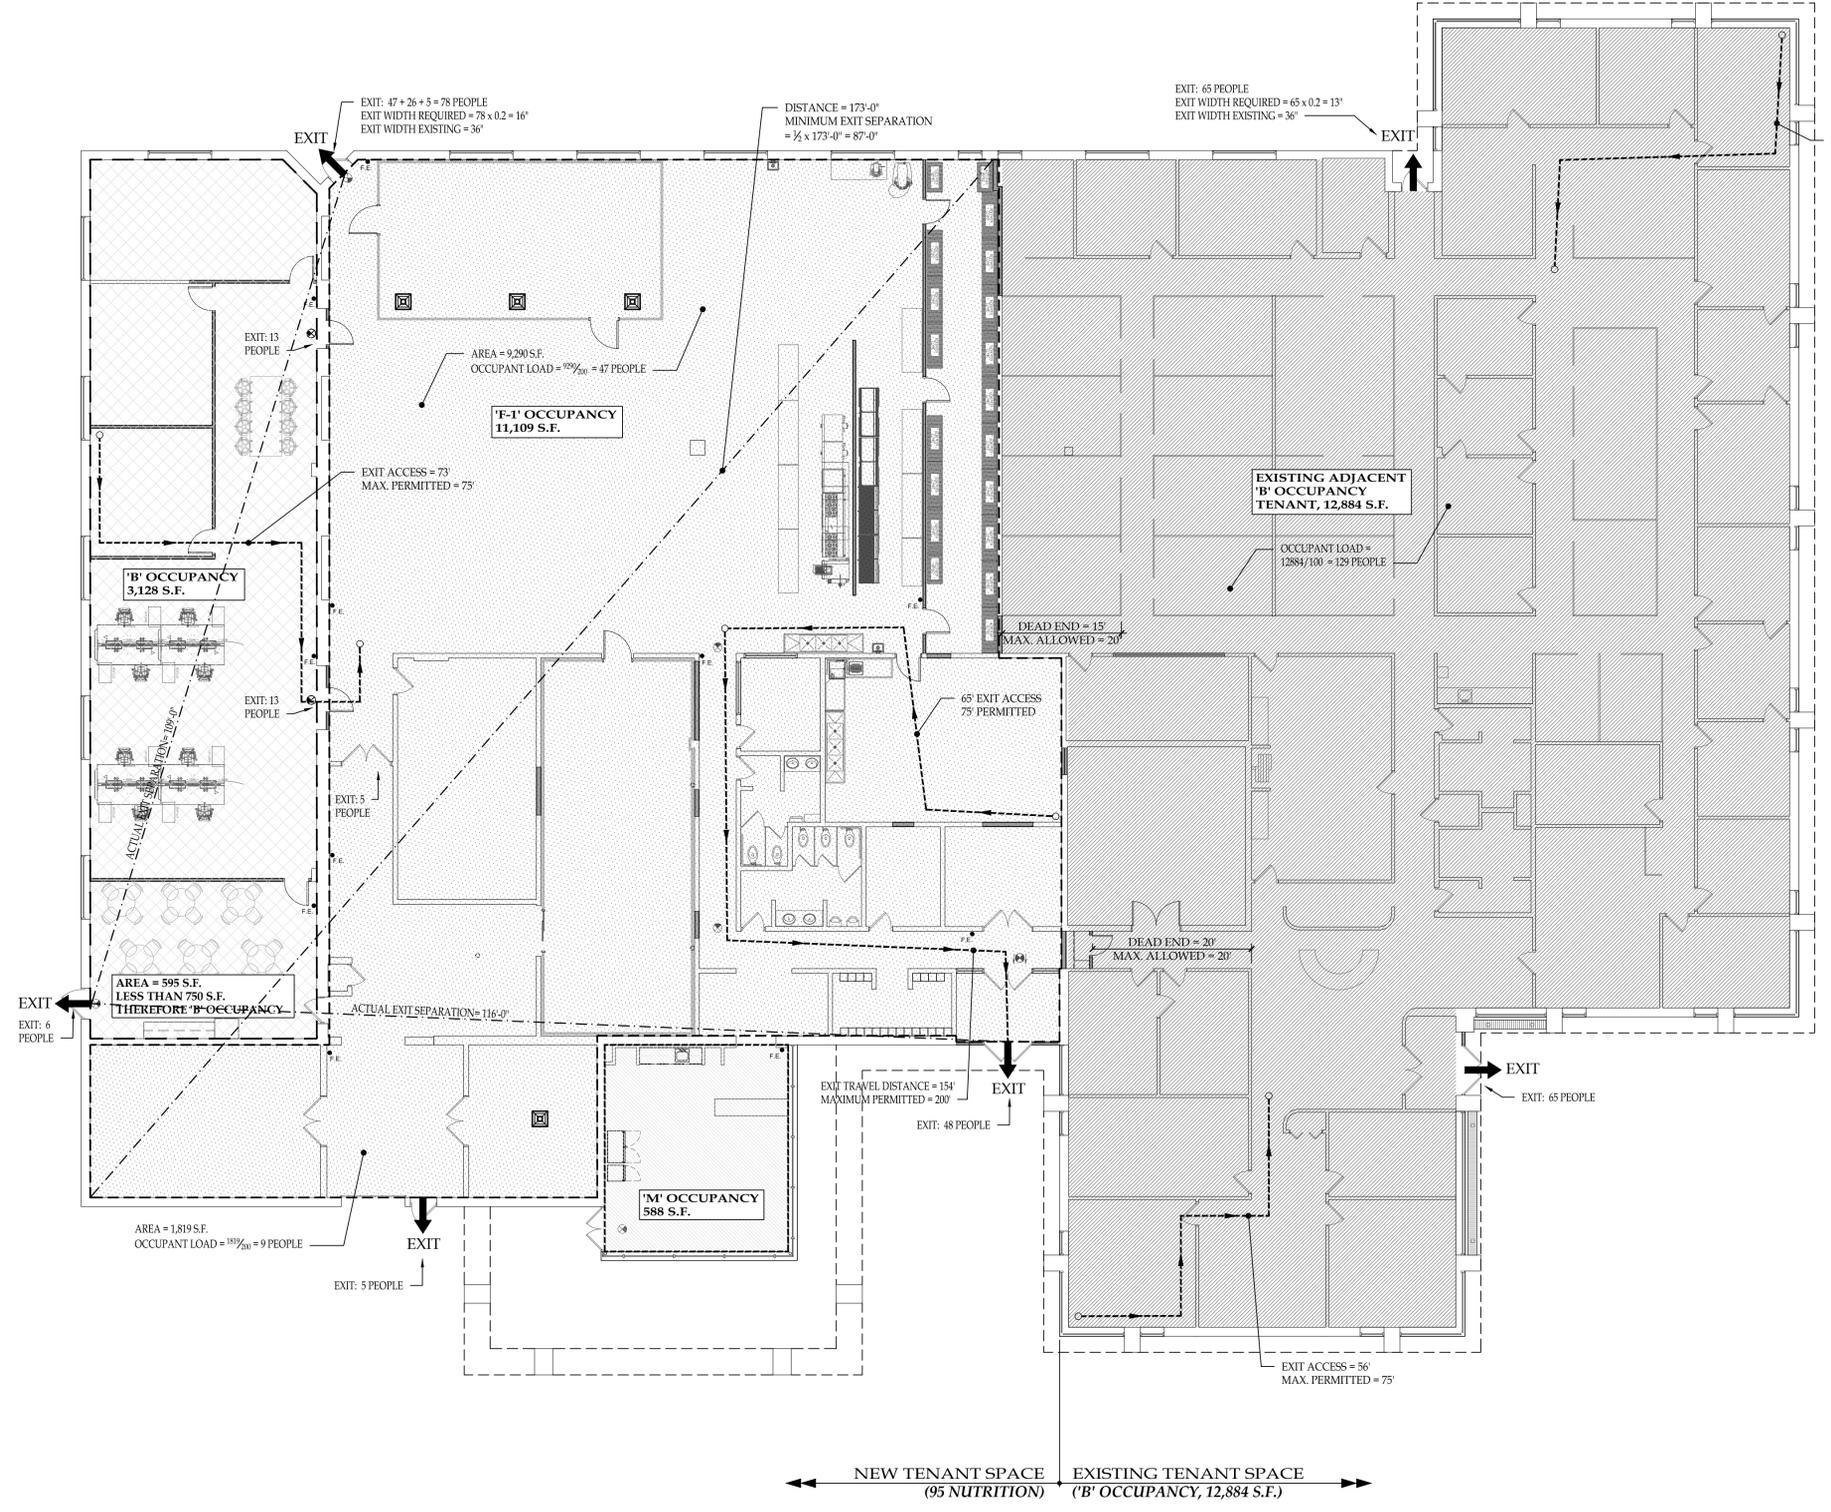 EXIT: 47 + 26 + 5 = 78 PEOPLE
EXIT WIDTH REQUIRED = 78 x 0.2 = 16"
EXIT WIDTH EXISTING = 36"
EXIT
F.E.
DISTANCE = 173'-0"
MINIMUM EXIT SEPARATION
= ½ x 173'-0" = 87'-0"
EXIT: 65 PEOPLE
EXIT WIDTH REQUIRED = 65 x 0.2 = 13"
EXIT WIDTH EXISTING = 36"
EXIT
F.E.
EXIT: 13
PEOPLE
AREA = 9,290 S.F.
OCCUPANT LOAD = 9290/200 = 47 PEOPLE
'F-1' OCCUPANCY
11,109 S.F.
EXIT ACCESS = 73'
MAX. PERMITTED = 75'
EXISTING ADJACENT
'B' OCCUPANCY
TENANT, 12,884 S.F.
OCCUPANT LOAD =
12884/100 = 129 PEOPLE
'B' OCCUPANCY
3,128 S.F.
F.E.
F.E.
DEAD END = 15'
MAX. ALLOWED = 20'
F.E.
F.E.
EXIT: 13
PEOPLE
65' EXIT ACCESS
75' PERMITTED
ACTUAL EXIT SEPARATION= 109'-0"
EXIT: 5
PEOPLE
F.E.
F.E.
F.E.
DEAD END = 20'
MAX. ALLOWED = 20'
AREA = 595 S.F.
LESS THAN 750 S.F.
THEREFORE 'B' OCCUPANCY
EXIT
EXIT: 6
PEOPLE
ACTUAL EXIT SEPARATION= 116'-0"
F.E.
F.E.
EXIT TRAVEL DISTANCE = 154'
MAXIMUM PERMITTED = 200'
EXIT
EXIT: 48 PEOPLE
EXIT
EXIT: 65 PEOPLE
'M' OCCUPANCY
588 S.F.
AREA = 1,819 S.F.
OCCUPANT LOAD = 1819/200 = 9 PEOPLE
EXIT
EXIT: 5 PEOPLE
EXIT ACCESS = 56'
MAX. PERMITTED = 75'
NEW TENANT SPACE
(95 NUTRITION)
EXISTING TENANT SPACE
('B' OCCUPANCY, 12,884 S.F.)